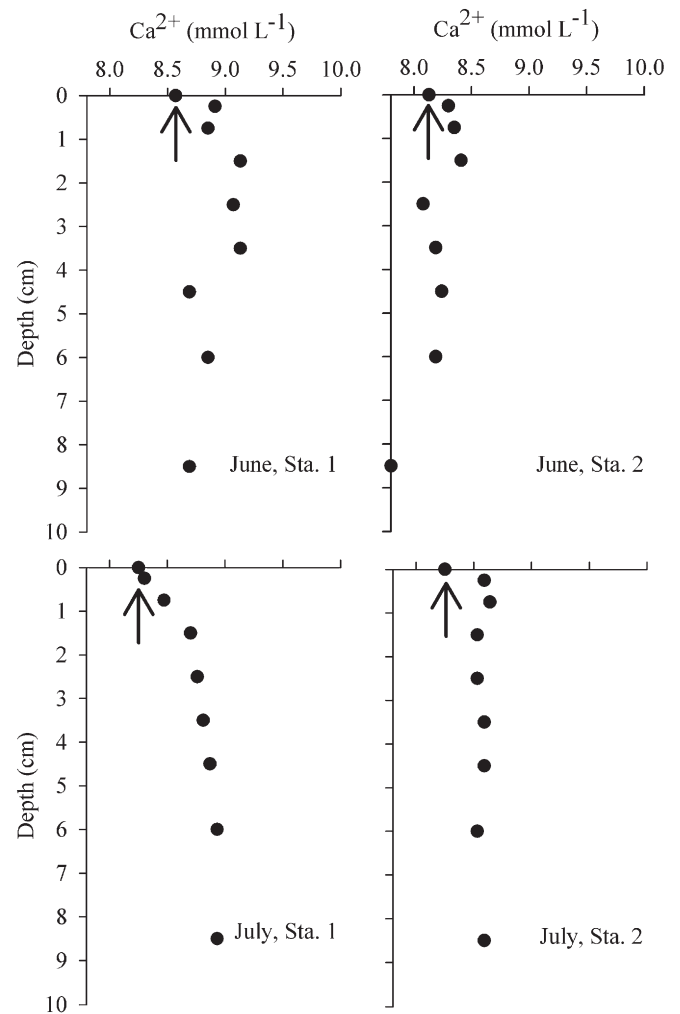 Ca2+ (mmol L-1)
8.0 8.5 9.0 9.5 10.0
Ca2+ (mmol L-1)
8.0 8.5 9.0 9.5 10.0
Depth (cm)
0
1
2
3
4
5
6
7
8
9
10
June, Sta. 1
June, Sta. 2
Depth (cm)
0
1
2
3
4
5
6
7
8
9
10
July, Sta. 1
July, Sta. 2